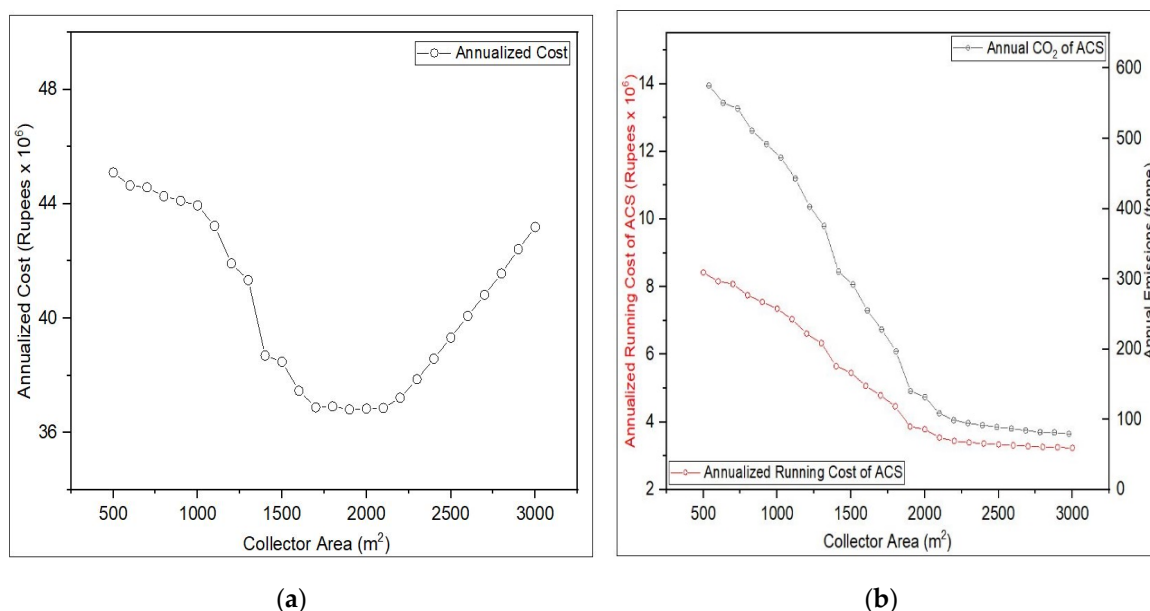 Annualized Cost
48
44
40
36
Annualized Cost (Rupees x 10⁶)
500 1000 1500 2000 2500 3000
Collector Area (m²)
(a)
Annual CO₂ of ACS
14
12
10
8
6
4
2
Annualized Running Cost of ACS (Rupees x 10⁶)
600
500
400
300
200
100
0
Annual Emissions (tonne)
Annualized Running Cost of ACS
500 1000 1500 2000 2500 3000
Collector Area (m²)
(b)